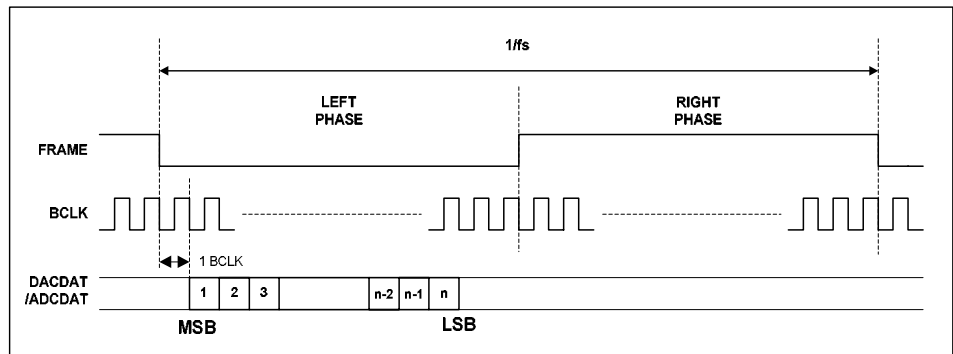 1/fs
LEFT
PHASE
RIGHT
PHASE
FRAME
BCLK
1 BCLK
DACDAT
/ADCDAT
1 2 3 n-2 n-1 n
MSB LSB